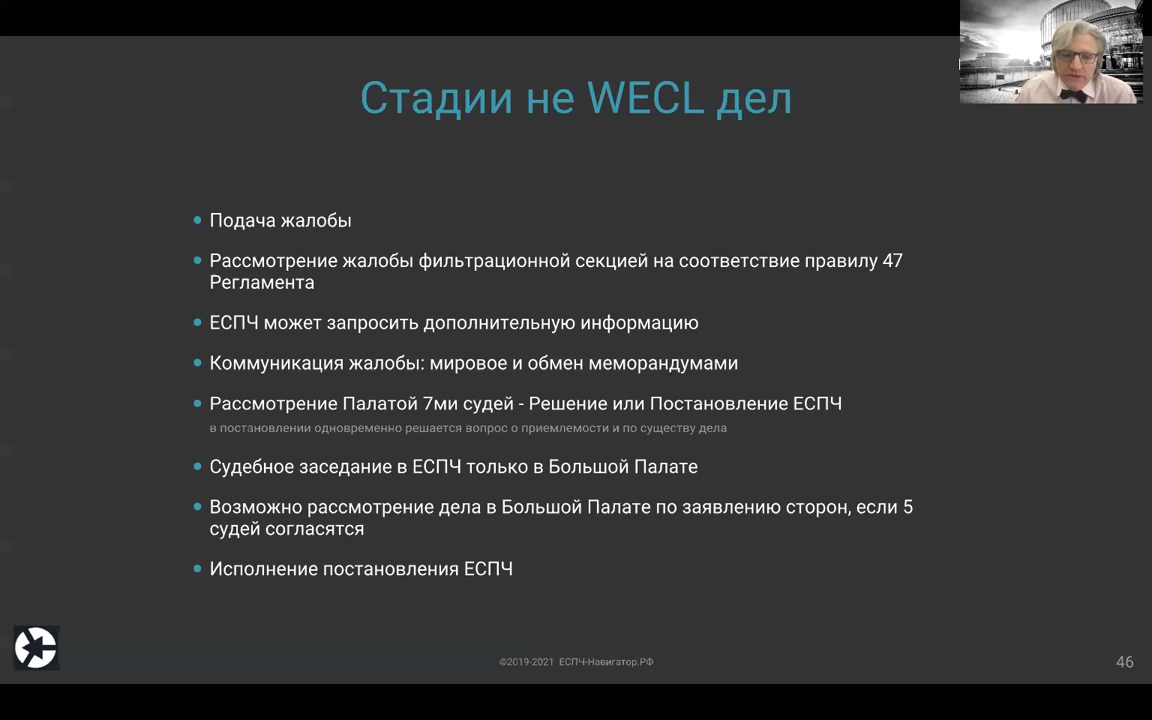 Стадии не WECL дел
Подача жалобы
Рассмотрение жалобы фильтрационной секцией на соответствие правилу 47
Регламента
ЕСПЧ может запросить дополнительную информацию
Коммуникация жалобы: мировое и обмен меморандумами
Рассмотрение Палатой 7ми судей - Решение или Постановление ЕСПЧ
в постановлении одновременно решается вопрос о приемлемости и по существу дела
Судебное заседание в ЕСПЧ только в Большой Палате
Возможно рассмотрение дела в Большой Палате по заявлению сторон, если 5
судей согласятся
Исполнение постановления ЕСПЧ
©2019-2021 ЕСПЧ-Навигатор.РФ
46